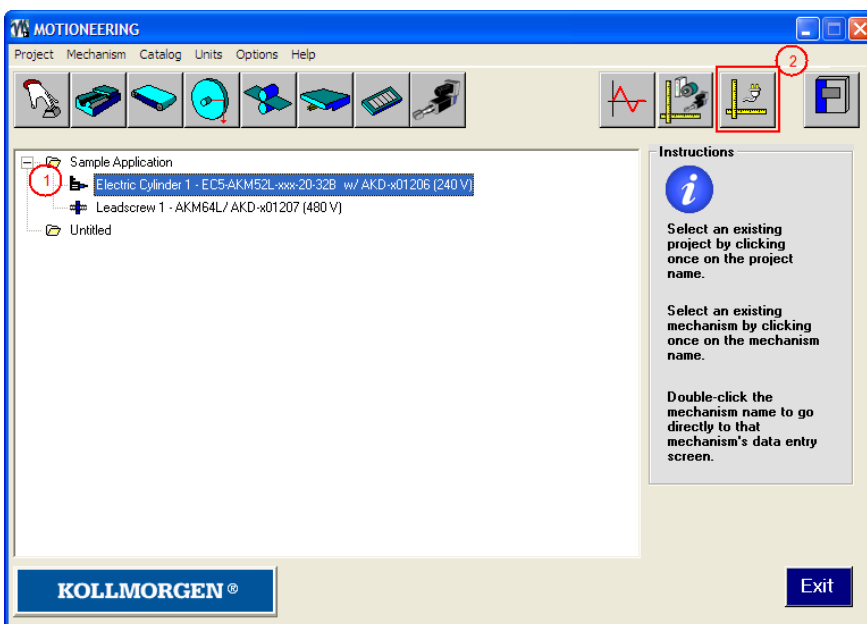 MOTIONEERING
Project Mechanism Catalog Units Options Help
2
Sample Application
1
Electric Cylinder 1 - EC5-AKM52L-xxx-20-32B w/ AKD-x01206 (240 V)
Leadscrew 1 - AKM64L/ AKD-x01207 (480 V)
Untitled
Instructions
i
Select an existing
project by clicking
once on the project
name.
Select an existing
mechanism by clicking
once on the mechanism
name.
Double-click the
mechanism name to go
directly to that
mechanism's data entry
screen.
KOLLMORGEN ®
Exit